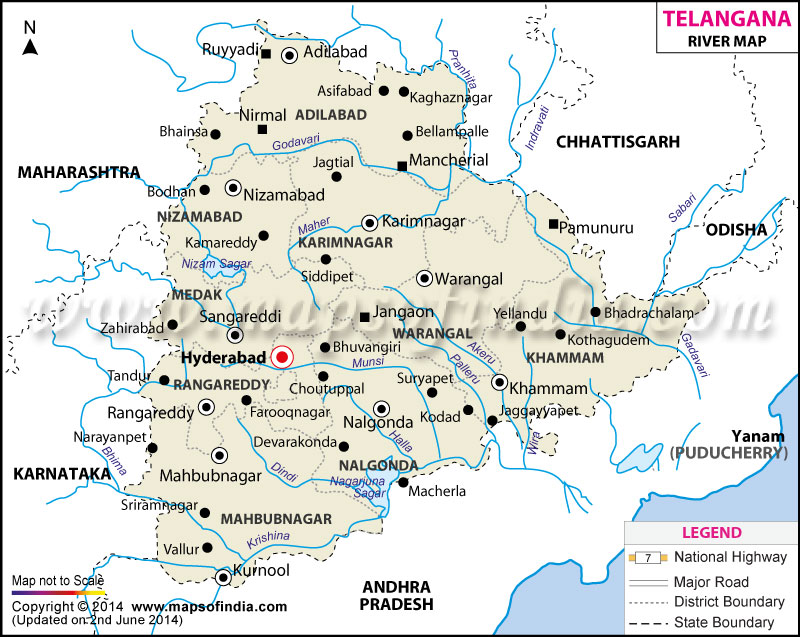 TELANGANA
RIVER MAP
N
Ruyyadi
Adilabad
Pranhita
Asifabad
Kaghaznagar
ADILABAD
Nirmal
Bhainsa
Bellampalle
Indravati
CHHATTISGARH
Godavari
Jagtial
Mancherial
MAHARASHTRA
Bodhan
Nizamabad
Sabari
NIZAMABAD
Maher
Karimnagar
Pamunuru
ODISHA
Kamareddy
KARIMNAGAR
Nizam Sagar
Siddipet
Warangal
MEDAK
www.mapsofindia.com
Sangareddi
Jangaon
Yellandu
Bhadrachalam
Zahirabad
WARANGAL
Kothagudem
Hyderabad
Bhuvangiri
Akeru
KHAMMAM
Gadavari
Munsi
Palleru
Tandur
RANGAREDDY
Choutuppal
Suryapet
Khammam
Rangareddy
Farooqnagar
Nalgonda
Kodad
Jaggayyapet
Narayanpet
Devarakonda
Halla
Wira
Yanam
(PUDUCHERRY)
KARNATAKA
Bhima
Mahbubnagar
Dindi
NALGONDA
Nagarjuna
Sagar
Macherla
Sriramnagar
MAHBUBNAGAR
Krishina
Vallur
Kurnool
ANDHRA
PRADESH
LEGEND
7 National Highway
Major Road
District Boundary
State Boundary
Map not to Scale
Copyright © 2014 www.mapsofindia.com
(Updated on 2nd June 2014)